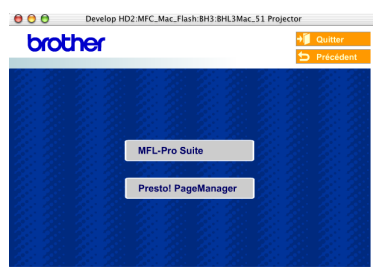 Develop HD2:MFC_Mac_Flash:BH3:BHL3Mac_51 Projector
brother
Quitter
Précédent
MFL-Pro Suite
Presto! PageManager